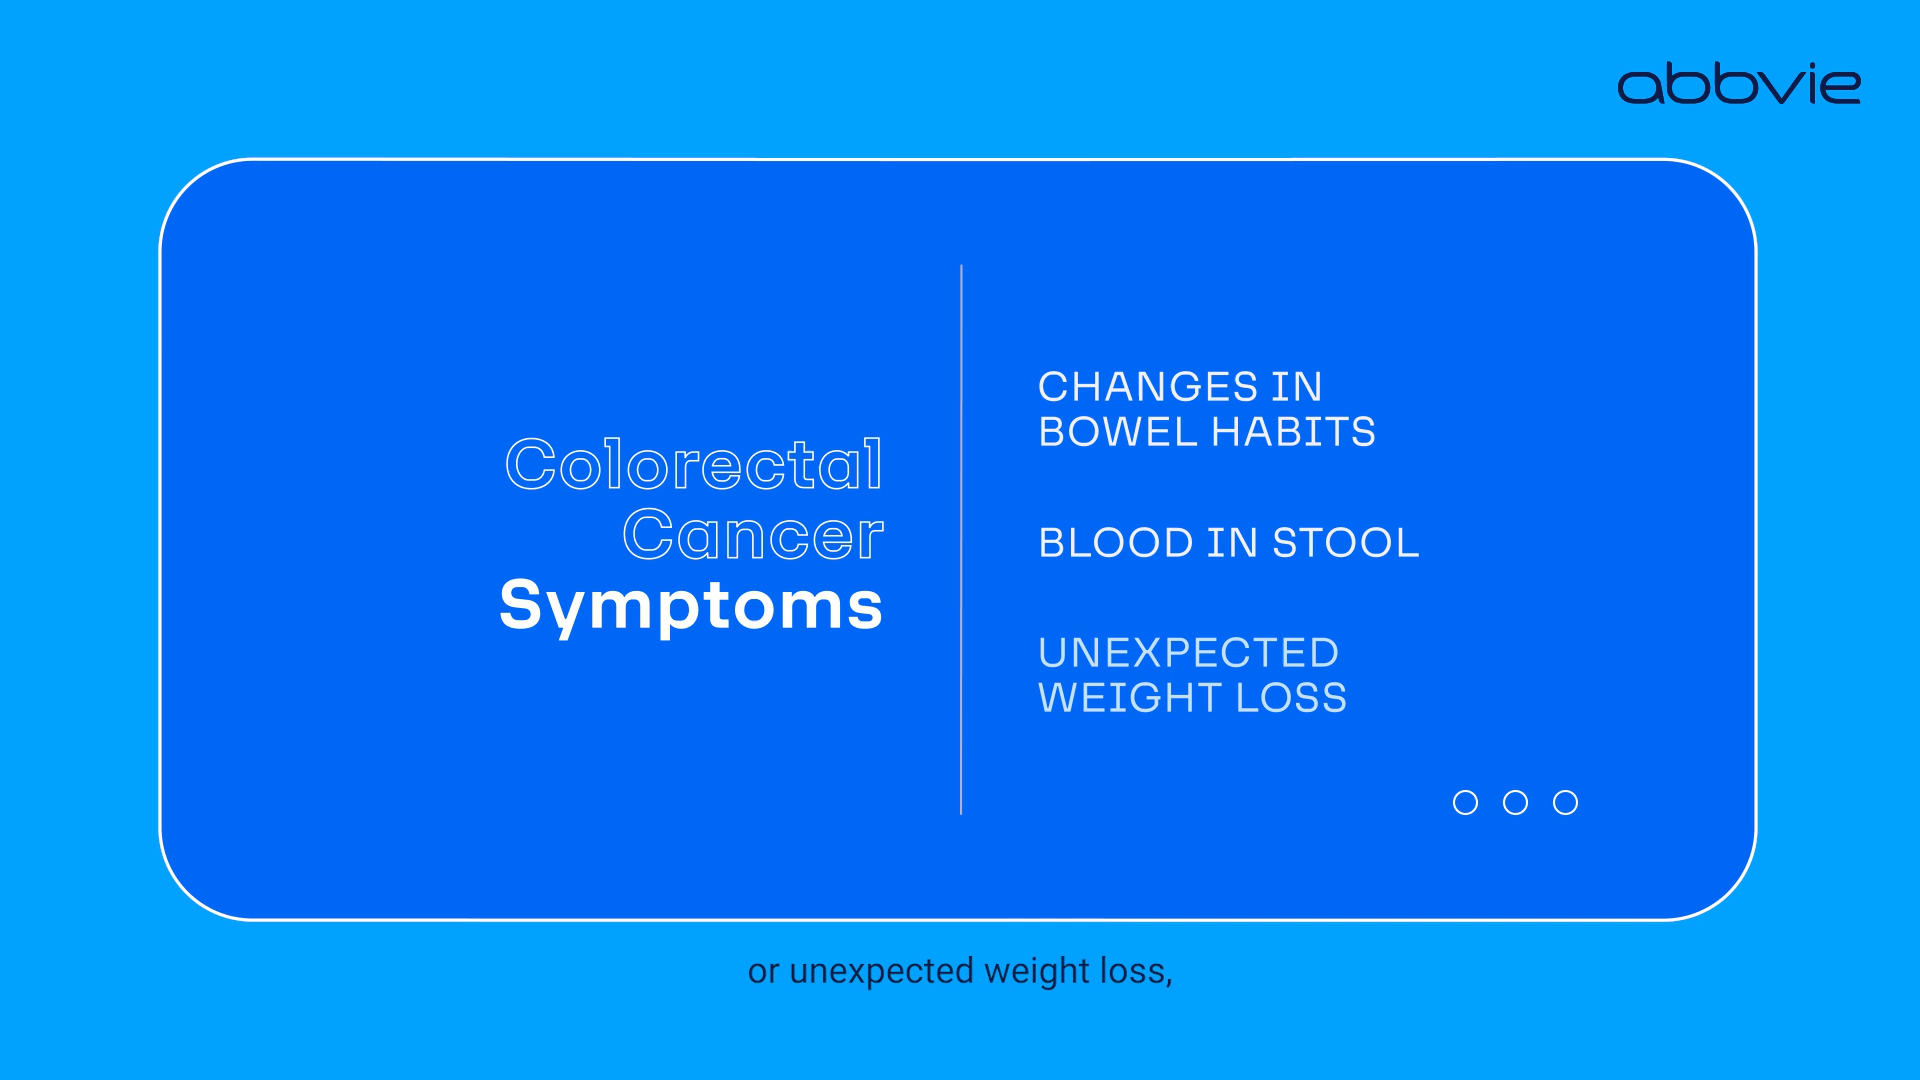 abbvie
Colorectal
Cancer
Symptoms
CHANGES IN
BOWEL HABITS
BLOOD IN STOOL
UNEXPECTED
WEIGHT LOSS
or unexpected weight loss,